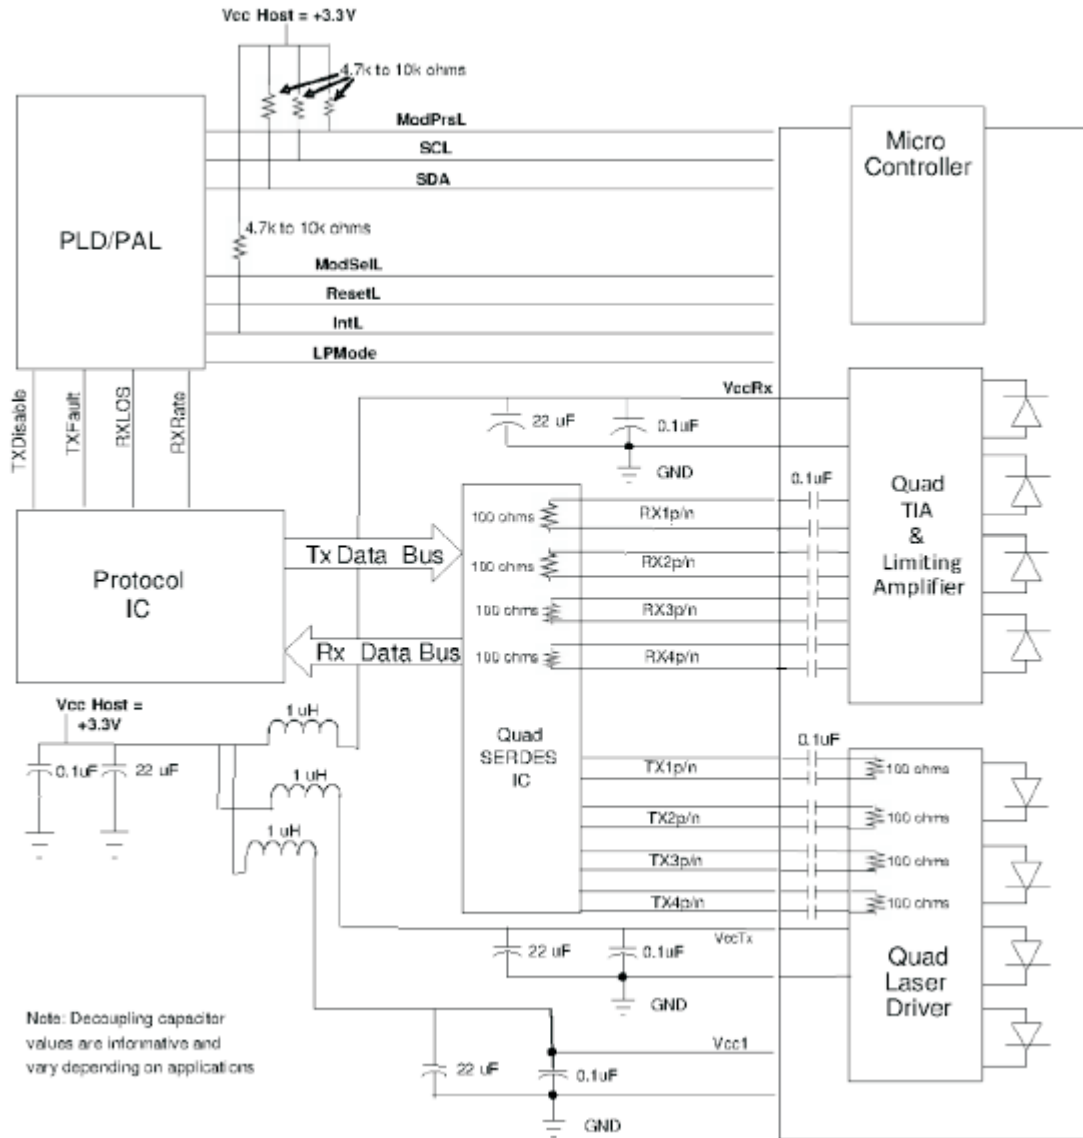 Vcc Host = +3.3V
4.7k to 10k ohms
ModPrsL
SCL
SDA
PLD/PAL
4.7k to 10k ohms
ModSelL
ResetL
IntL
LPMode
Micro
Controller
TXDisable
TXFault
RXLOS
RXRate
VccRx
22 uF
0.1uF
GND
0.1uF
Quad
TIA
&
Limiting
Amplifier
100 ohms
RX1p/n
100 ohms
RX2p/n
100 ohms
RX3p/n
100 ohms
RX4p/n
Tx Data Bus
Protocol
IC
Rx Data Bus
Vcc Host =
+3.3V
0.1uF
22 uF
1 uH
1 uH
1 uH
Quad
SERDES
IC
0.1uF
TX1p/n
100 ohms
TX2p/n
100 ohms
TX3p/n
100 ohms
TX4p/n
100 ohms
VccTx
22 uF
0.1uF
GND
Quad
Laser
Driver
Note: Decoupling capacitor
values are informative and
vary depending on applications
Vcc1
22 uF
0.1uF
GND